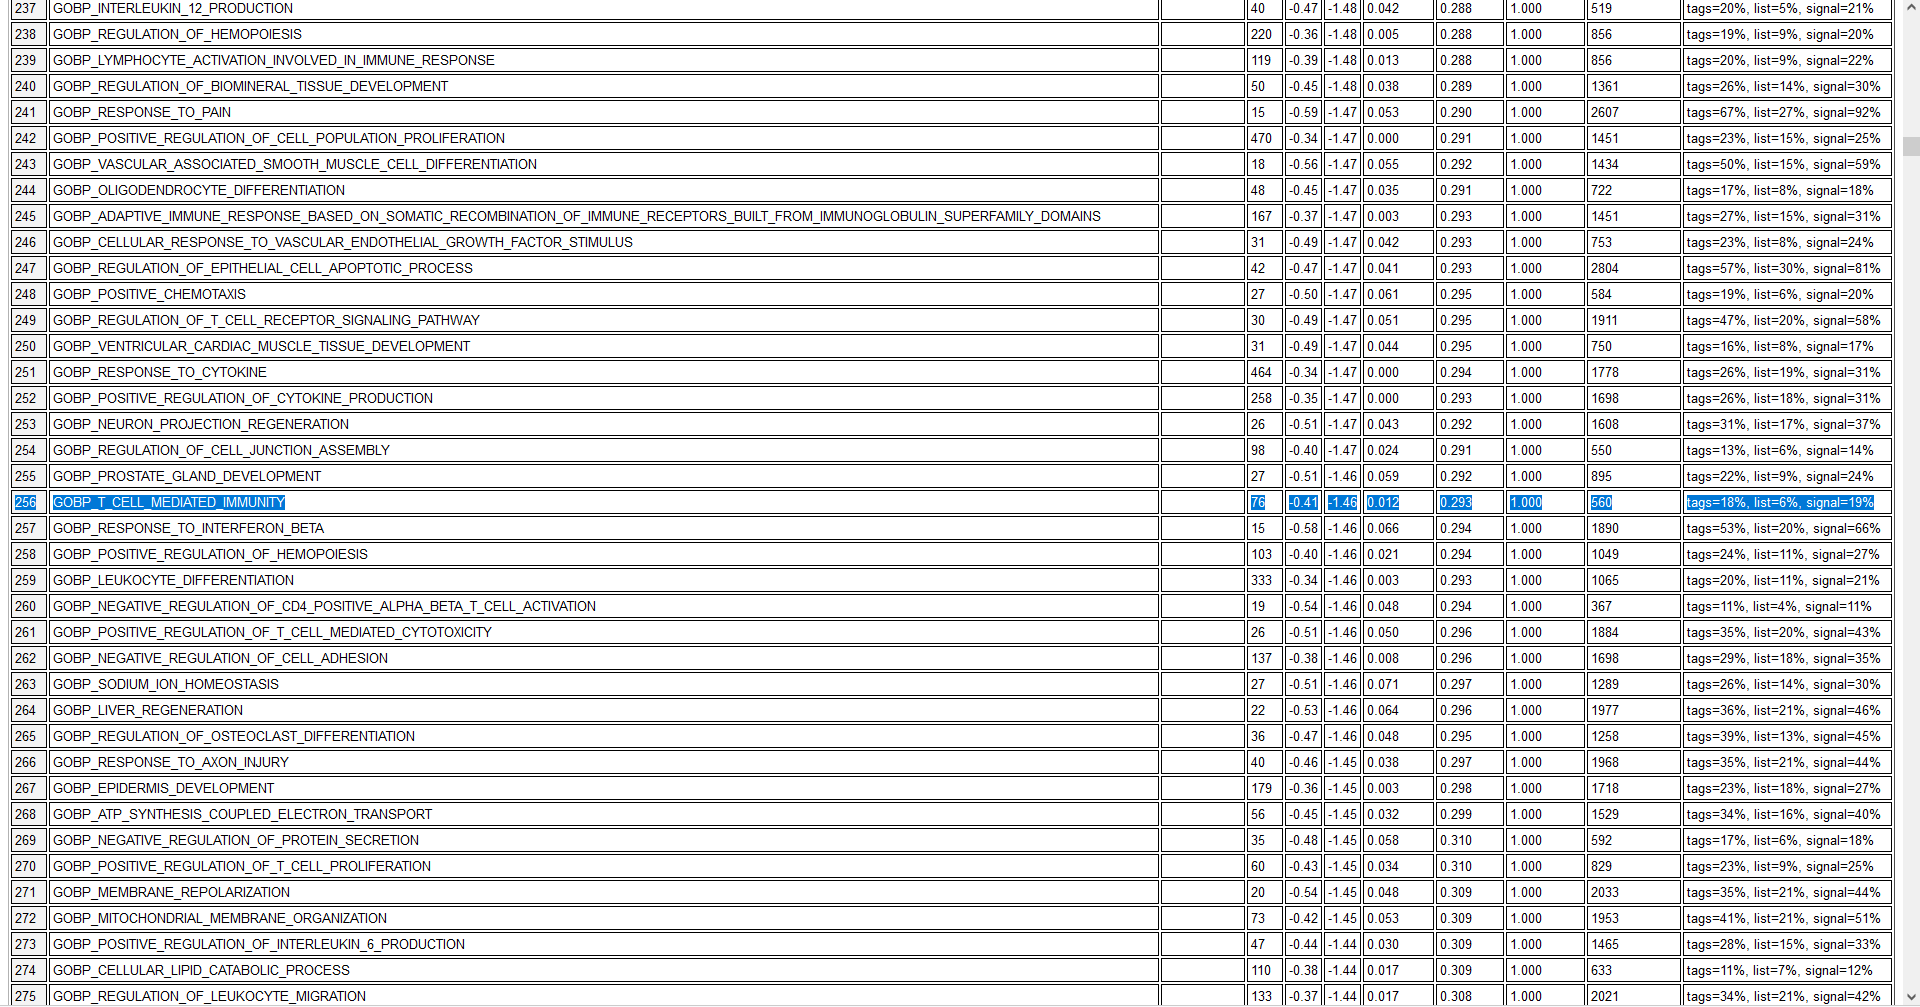 237 GOBP_INTERLEUKIN_12_PRODUCTION 40 -0.47 -1.48 0.042 0.288 1.000 519 tags=20%, list=5%, signal=21%
238 GOBP_REGULATION_OF_HEMOPOIESIS 220 -0.36 -1.48 0.005 0.288 1.000 856 tags=19%, list=9%, signal=20%
239 GOBP_LYMPHOCYTE_ACTIVATION_INVOLVED_IN_IMMUNE_RESPONSE 119 -0.39 -1.48 0.013 0.288 1.000 856 tags=20%, list=9%, signal=22%
240 GOBP_REGULATION_OF_BIOMINERAL_TISSUE_DEVELOPMENT 50 -0.45 -1.48 0.038 0.289 1.000 1361 tags=26%, list=14%, signal=30%
241 GOBP_RESPONSE_TO_PAIN 15 -0.59 -1.47 0.053 0.290 1.000 2607 tags=67%, list=27%, signal=92%
242 GOBP_POSITIVE_REGULATION_OF_CELL_POPULATION_PROLIFERATION 470 -0.34 -1.47 0.000 0.291 1.000 1451 tags=23%, list=15%, signal=25%
243 GOBP_VASCULAR_ASSOCIATED_SMOOTH_MUSCLE_CELL_DIFFERENTIATION 18 -0.56 -1.47 0.055 0.292 1.000 1434 tags=50%, list=15%, signal=59%
244 GOBP_OLIGODENDROCYTE_DIFFERENTIATION 48 -0.45 -1.47 0.035 0.291 1.000 722 tags=17%, list=8%, signal=18%
245 GOBP_ADAPTIVE_IMMUNE_RESPONSE_BASED_ON_SOMATIC_RECOMBINATION_OF_IMMUNE_RECEPTORS_BUILT_FROM_IMMUNOGLOBULIN_SUPERFAMILY_DOMAINS 167 -0.37 -1.47 0.003 0.293 1.000 1451 tags=27%, list=15%, signal=31%
246 GOBP_CELLULAR_RESPONSE_TO_VASCULAR_ENDOTHELIAL_GROWTH_FACTOR_STIMULUS 31 -0.49 -1.47 0.042 0.293 1.000 753 tags=23%, list=8%, signal=24%
247 GOBP_REGULATION_OF_EPITHELIAL_CELL_APOPTOTIC_PROCESS 42 -0.47 -1.47 0.041 0.293 1.000 2804 tags=57%, list=30%, signal=81%
248 GOBP_POSITIVE_CHEMOTAXIS 27 -0.50 -1.47 0.061 0.295 1.000 584 tags=19%, list=6%, signal=20%
249 GOBP_REGULATION_OF_T_CELL_RECEPTOR_SIGNALING_PATHWAY 30 -0.49 -1.47 0.051 0.295 1.000 1911 tags=47%, list=20%, signal=58%
250 GOBP_VENTRICULAR_CARDIAC_MUSCLE_TISSUE_DEVELOPMENT 31 -0.49 -1.47 0.044 0.295 1.000 750 tags=16%, list=8%, signal=17%
251 GOBP_RESPONSE_TO_CYTOKINE 464 -0.34 -1.47 0.000 0.294 1.000 1778 tags=26%, list=19%, signal=31%
252 GOBP_POSITIVE_REGULATION_OF_CYTOKINE_PRODUCTION 258 -0.35 -1.47 0.000 0.293 1.000 1698 tags=26%, list=18%, signal=31%
253 GOBP_NEURON_PROJECTION_REGENERATION 26 -0.51 -1.47 0.043 0.292 1.000 1608 tags=31%, list=17%, signal=37%
254 GOBP_REGULATION_OF_CELL_JUNCTION_ASSEMBLY 98 -0.40 -1.47 0.024 0.291 1.000 550 tags=13%, list=6%, signal=14%
255 GOBP_PROSTATE_GLAND_DEVELOPMENT 27 -0.51 -1.46 0.059 0.292 1.000 895 tags=22%, list=9%, signal=24%
256 GOBP_T_CELL_MEDIATED_IMMUNITY 76 -0.41 -1.46 0.012 0.293 1.000 560 tags=18%, list=6%, signal=19%
257 GOBP_RESPONSE_TO_INTERFERON_BETA 15 -0.58 -1.46 0.066 0.294 1.000 1890 tags=53%, list=20%, signal=66%
258 GOBP_POSITIVE_REGULATION_OF_HEMOPOIESIS 103 -0.40 -1.46 0.021 0.294 1.000 1049 tags=24%, list=11%, signal=27%
259 GOBP_LEUKOCYTE_DIFFERENTIATION 333 -0.34 -1.46 0.003 0.293 1.000 1065 tags=20%, list=11%, signal=21%
260 GOBP_NEGATIVE_REGULATION_OF_CD4_POSITIVE_ALPHA_BETA_T_CELL_ACTIVATION 19 -0.54 -1.46 0.048 0.294 1.000 367 tags=11%, list=4%, signal=11%
261 GOBP_POSITIVE_REGULATION_OF_T_CELL_MEDIATED_CYTOTOXICITY 26 -0.51 -1.46 0.050 0.296 1.000 1884 tags=35%, list=20%, signal=43%
262 GOBP_NEGATIVE_REGULATION_OF_CELL_ADHESION 137 -0.38 -1.46 0.008 0.296 1.000 1698 tags=29%, list=18%, signal=35%
263 GOBP_SODIUM_ION_HOMEOSTASIS 27 -0.51 -1.46 0.071 0.297 1.000 1289 tags=26%, list=14%, signal=30%
264 GOBP_LIVER_REGENERATION 22 -0.53 -1.46 0.064 0.296 1.000 1977 tags=36%, list=21%, signal=46%
265 GOBP_REGULATION_OF_OSTEOCLAST_DIFFERENTIATION 36 -0.47 -1.46 0.048 0.295 1.000 1258 tags=39%, list=13%, signal=45%
266 GOBP_RESPONSE_TO_AXON_INJURY 40 -0.46 -1.45 0.038 0.297 1.000 1968 tags=35%, list=21%, signal=44%
267 GOBP_EPIDERMIS_DEVELOPMENT 179 -0.36 -1.45 0.003 0.298 1.000 1718 tags=23%, list=18%, signal=27%
268 GOBP_ATP_SYNTHESIS_COUPLED_ELECTRON_TRANSPORT 56 -0.45 -1.45 0.032 0.299 1.000 1529 tags=34%, list=16%, signal=40%
269 GOBP_NEGATIVE_REGULATION_OF_PROTEIN_SECRETION 35 -0.48 -1.45 0.058 0.310 1.000 592 tags=17%, list=6%, signal=18%
270 GOBP_POSITIVE_REGULATION_OF_T_CELL_PROLIFERATION 60 -0.43 -1.45 0.034 0.310 1.000 829 tags=23%, list=9%, signal=25%
271 GOBP_MEMBRANE_REPOLARIZATION 20 -0.54 -1.45 0.048 0.309 1.000 2033 tags=35%, list=21%, signal=44%
272 GOBP_MITOCHONDRIAL_MEMBRANE_ORGANIZATION 73 -0.42 -1.45 0.053 0.309 1.000 1953 tags=41%, list=21%, signal=51%
273 GOBP_POSITIVE_REGULATION_OF_INTERLEUKIN_6_PRODUCTION 47 -0.44 -1.44 0.030 0.309 1.000 1465 tags=28%, list=15%, signal=33%
274 GOBP_CELLULAR_LIPID_CATABOLIC_PROCESS 110 -0.38 -1.44 0.017 0.309 1.000 633 tags=11%, list=7%, signal=12%
275 GOBP_REGULATION_OF_LEUKOCYTE_MIGRATION 133 -0.37 -1.44 0.017 0.308 1.000 2021 tags=34%, list=21%, signal=42%